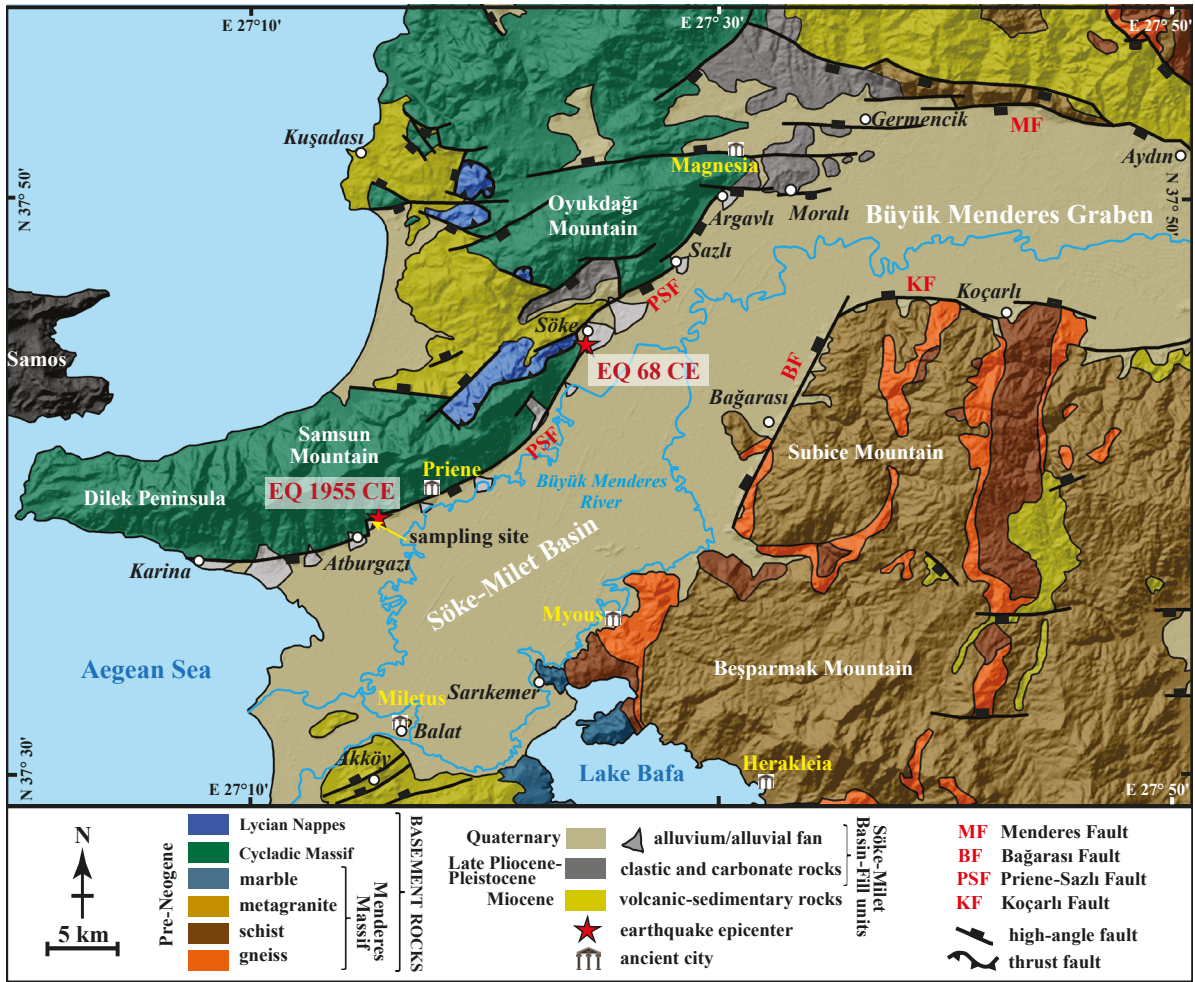 E 27°10'
E 27° 30'
E 27° 50'
Kuşadası
Germencik
MF
Aydın
Magnesia
N 37° 50'
N 37° 50'
Oyukdağı
Mountain
Argavlı
Moralı
Büyük Menderes Graben
Sazlı
PSF
KF
Koçarlı
Söke
Samos
EQ 68 CE
BF
Bağarası
Samsun
Mountain
PSF
Subice Mountain
Priene
Büyük Menderes
River
Dilek Peninsula
EQ 1955 CE
sampling site
Karina
Atburgazı
Söke-Milet Basin
Myous
Aegean Sea
Beşparmak Mountain
Sarıkemer
Miletus
Balat
Akköy
Lake Bafa
Herakleia
N 37° 30'
E 27°10'
E 27° 30'
E 27° 50'
N
5 km
Pre-Neogene
Lycian Nappes
Cycladic Massif
marble
metagranite
schist
gneiss
Menderes
Massif
BASEMENT ROCKS
Quaternary
alluvium/alluvial fan
Late Pliocene-
Pleistocene
clastic and carbonate rocks
Miocene
volcanic-sedimentary rocks
Söke-Milet
Basin-Fill units
earthquake epicenter
ancient city
MF Menderes Fault
BF Bağarası Fault
PSF Priene-Sazlı Fault
KF Koçarlı Fault
high-angle fault
thrust fault